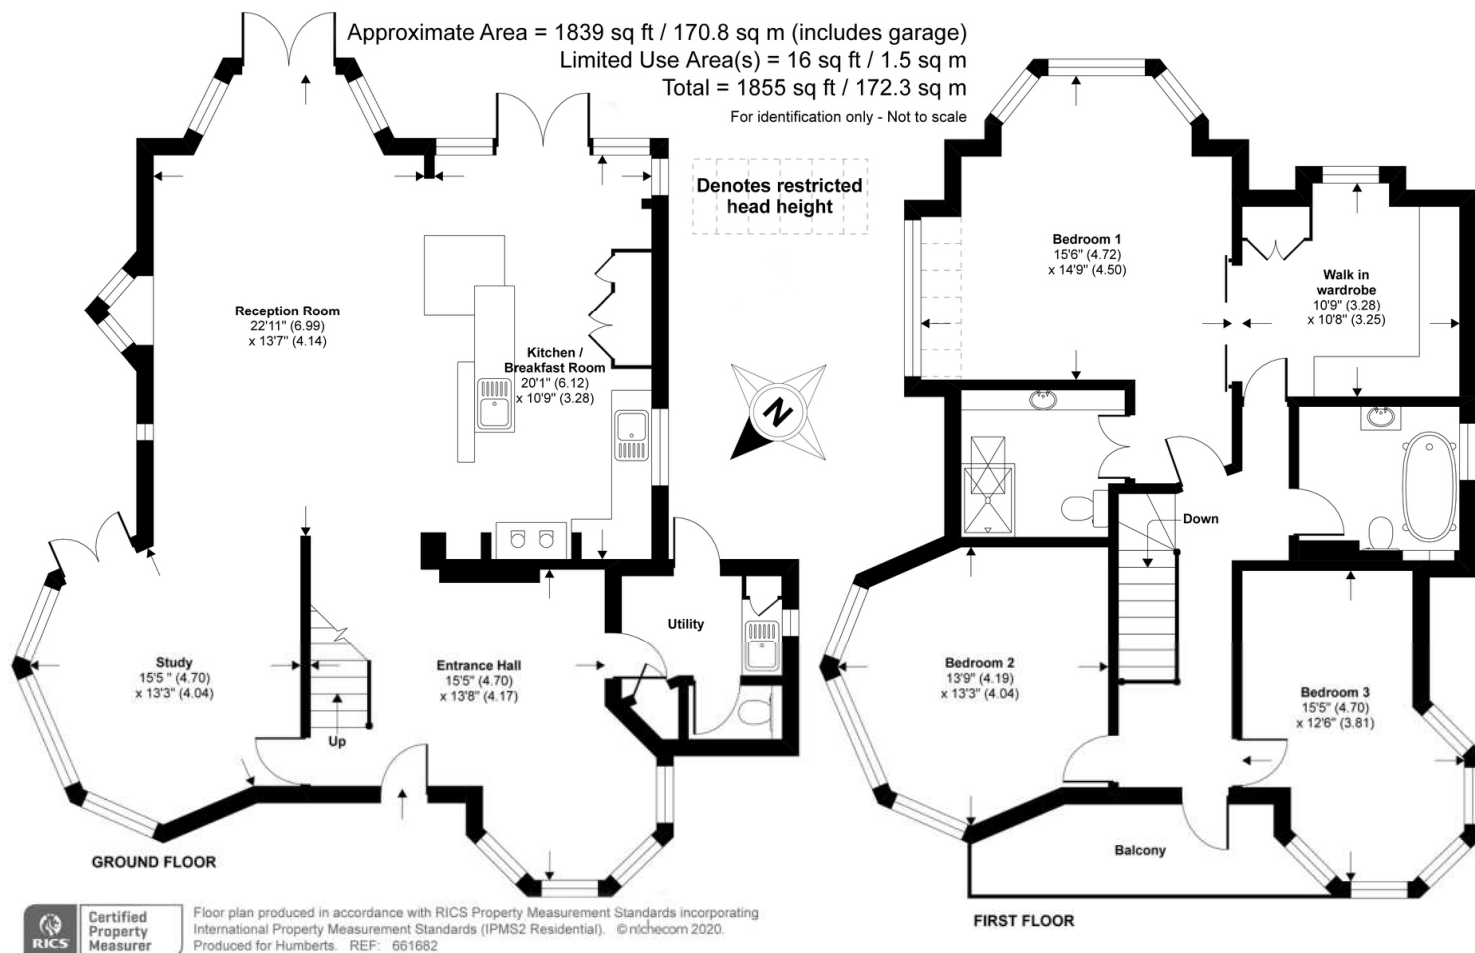 Approximate Area = 1839 sq ft / 170.8 sq m (includes garage)
Limited Use Area(s) = 16 sq ft / 1.5 sq m
Total = 1855 sq ft / 172.3 sq m
For identification only - Not to scale
Denotes restricted
head height
Reception Room
22'11" (6.99)
x 13'7" (4.14)
Kitchen /
Breakfast Room
20'1" (6.12)
x 10'9" (3.28)
N
Study
15'5 " (4.70)
x 13'3" (4.04)
Up
Entrance Hall
15'5" (4.70)
x 13'8" (4.17)
Utility
GROUND FLOOR
Bedroom 1
15'6" (4.72)
x 14'9" (4.50)
Walk in
wardrobe
10'9" (3.28)
x 10'8" (3.25)
Down
Bedroom 2
13'9" (4.19)
x 13'3" (4.04)
Bedroom 3
15'5" (4.70)
x 12'6" (3.81)
Balcony
FIRST FLOOR
RICS
Certified
Property
Measurer
Floor plan produced in accordance with RICS Property Measurement Standards incorporating
International Property Measurement Standards (IPMS2 Residential). © nichecom 2020.
Produced for Humberts. REF: 661682